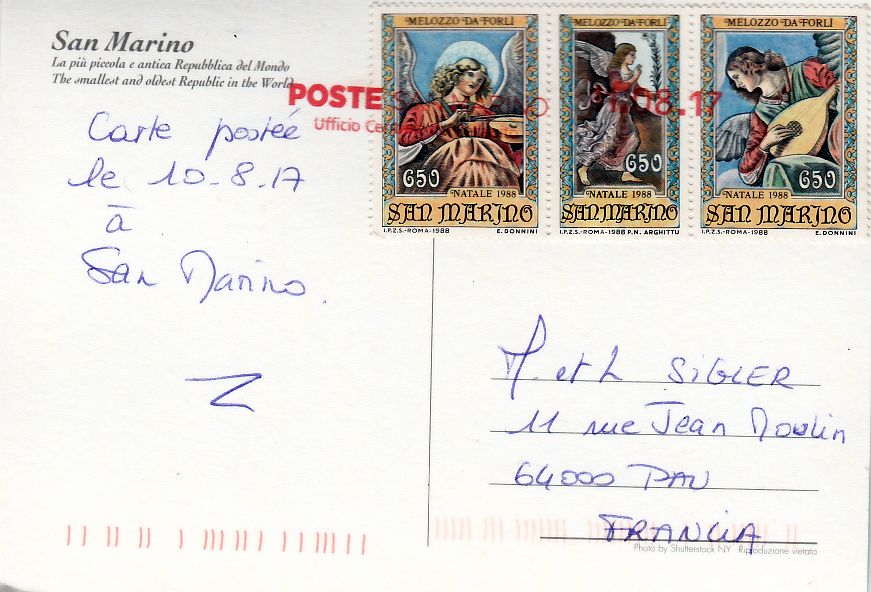 San Marino
La più piccola e antica Repubblica del Mondo
The smallest and oldest Republic in the World
POSTE
Ufficio
08.17
MELOZZO DA FORLÌ
650
NATALE 1988
SAN MARINO
I.P.Z.S.-ROMA-1988 E. DONNINI
MELOZZO DA FORLÌ
650
NATALE 1988
SAN MARINO
I.P.Z.S.-ROMA-1988 P.N. ARGHITTU
MELOZZO DA FORLÌ
650
NATALE 1988
SAN MARINO
I.P.Z.S.-ROMA-1988 E. DONNINI
Carte postée
le 10-8.17
à
San Marino.
M. et L SIGLER
11 rue Jean Moulin
64000 PAU
FRANCIA
Photo by Shutterstock NY Riproduzione vietata